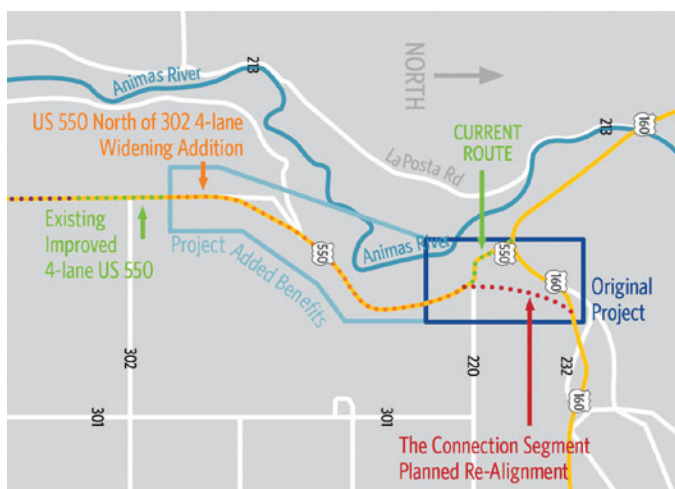 Animas River
213
NORTH
160
213
US 550 North of 302 4-lane
Widening Addition
CURRENT
ROUTE
LaPosta Rd
Existing
Improved
4-lane US 550
Project Added Benefits
550
Animas River
550
160
Original
Project
302
220
232
301
301
160
The Connection Segment
Planned Re-Alignment